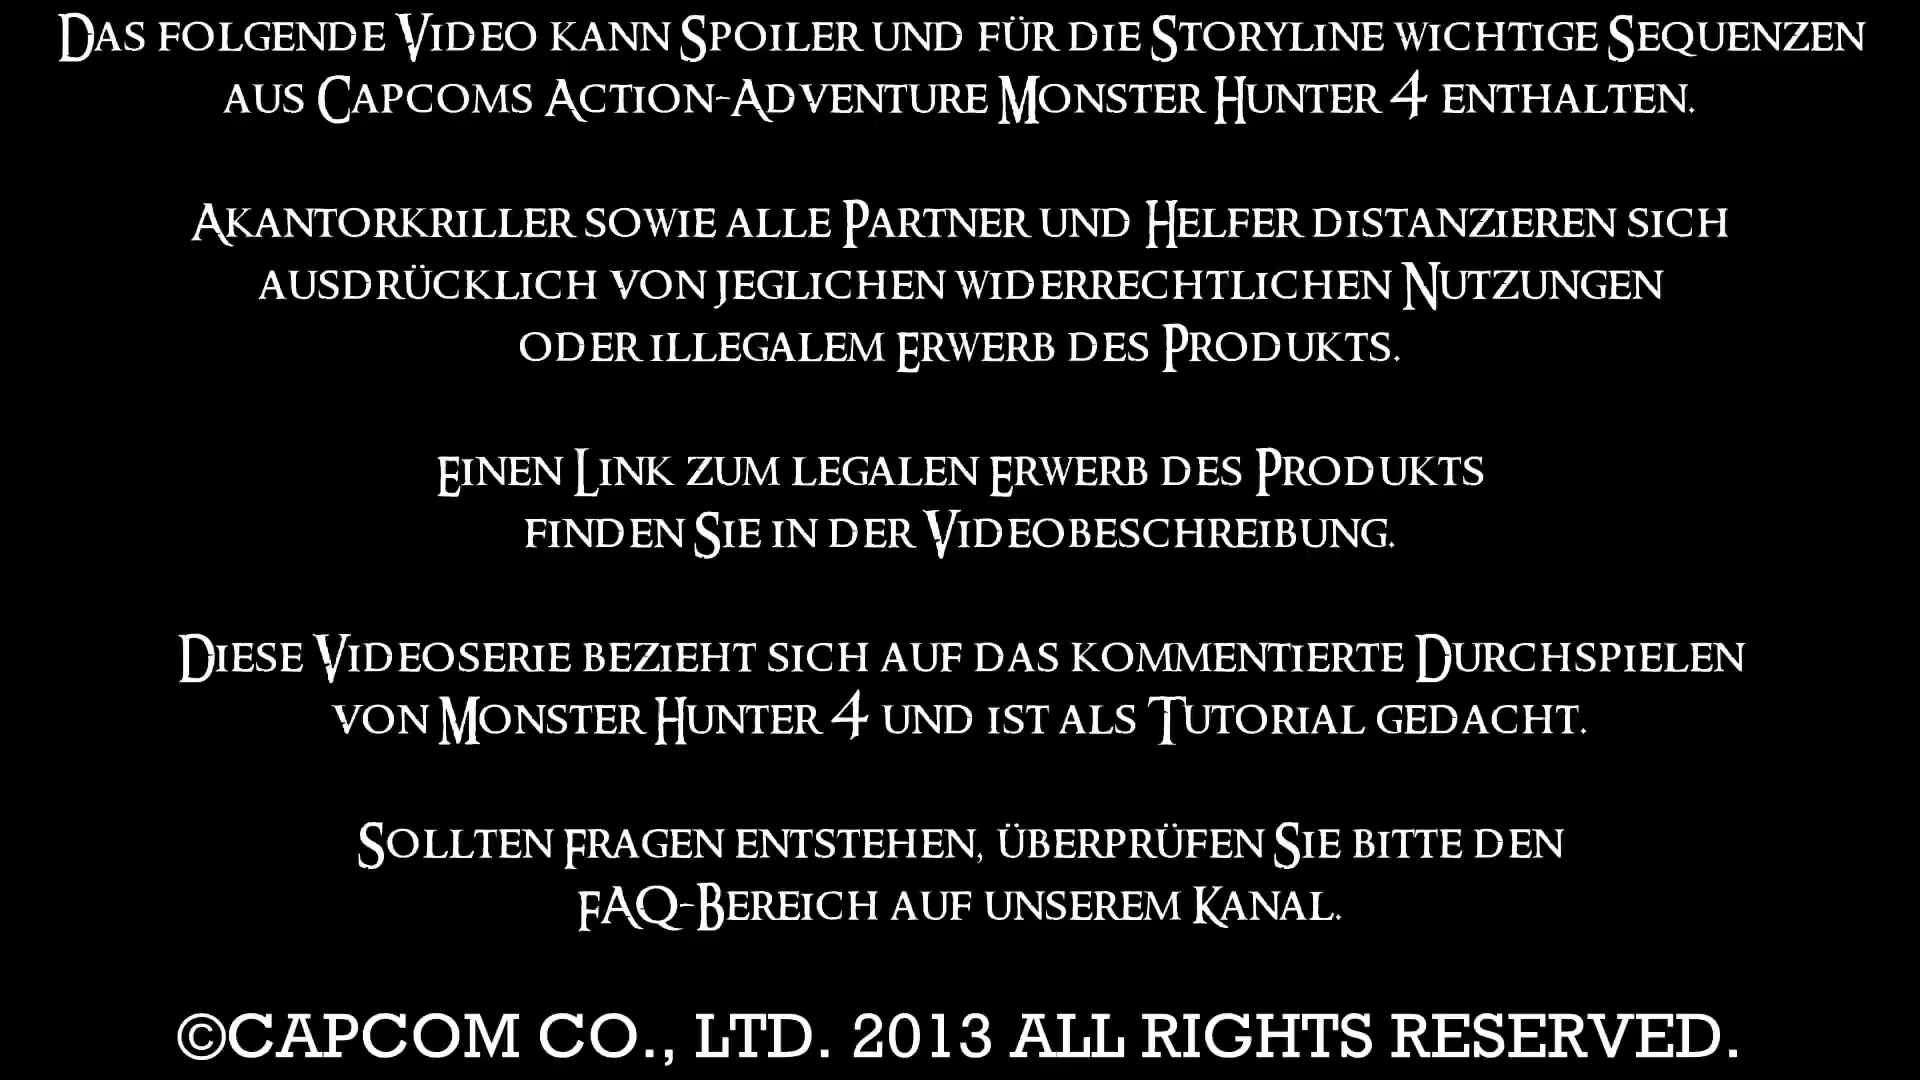 Das folgende Video kann Spoiler und für die Storyline wichtige Sequenzen
aus Capcoms Action-Adventure Monster Hunter 4 enthalten.
Akantorkriller sowie alle Partner und Helfer distanzieren sich
ausdrücklich von jeglichen widerrechtlichen Nutzungen
oder illegalem Erwerb des Produkts.
Einen Link zum legalen Erwerb des Produkts
finden Sie in der Videobeschreibung.
Diese Videoserie bezieht sich auf das kommentierte Durchspielen
von Monster Hunter 4 und ist als Tutorial gedacht.
Sollten Fragen entstehen, überprüfen Sie bitte den
FAQ-Bereich auf unserem Kanal.
©CAPCOM CO., LTD. 2013 ALL RIGHTS RESERVED.